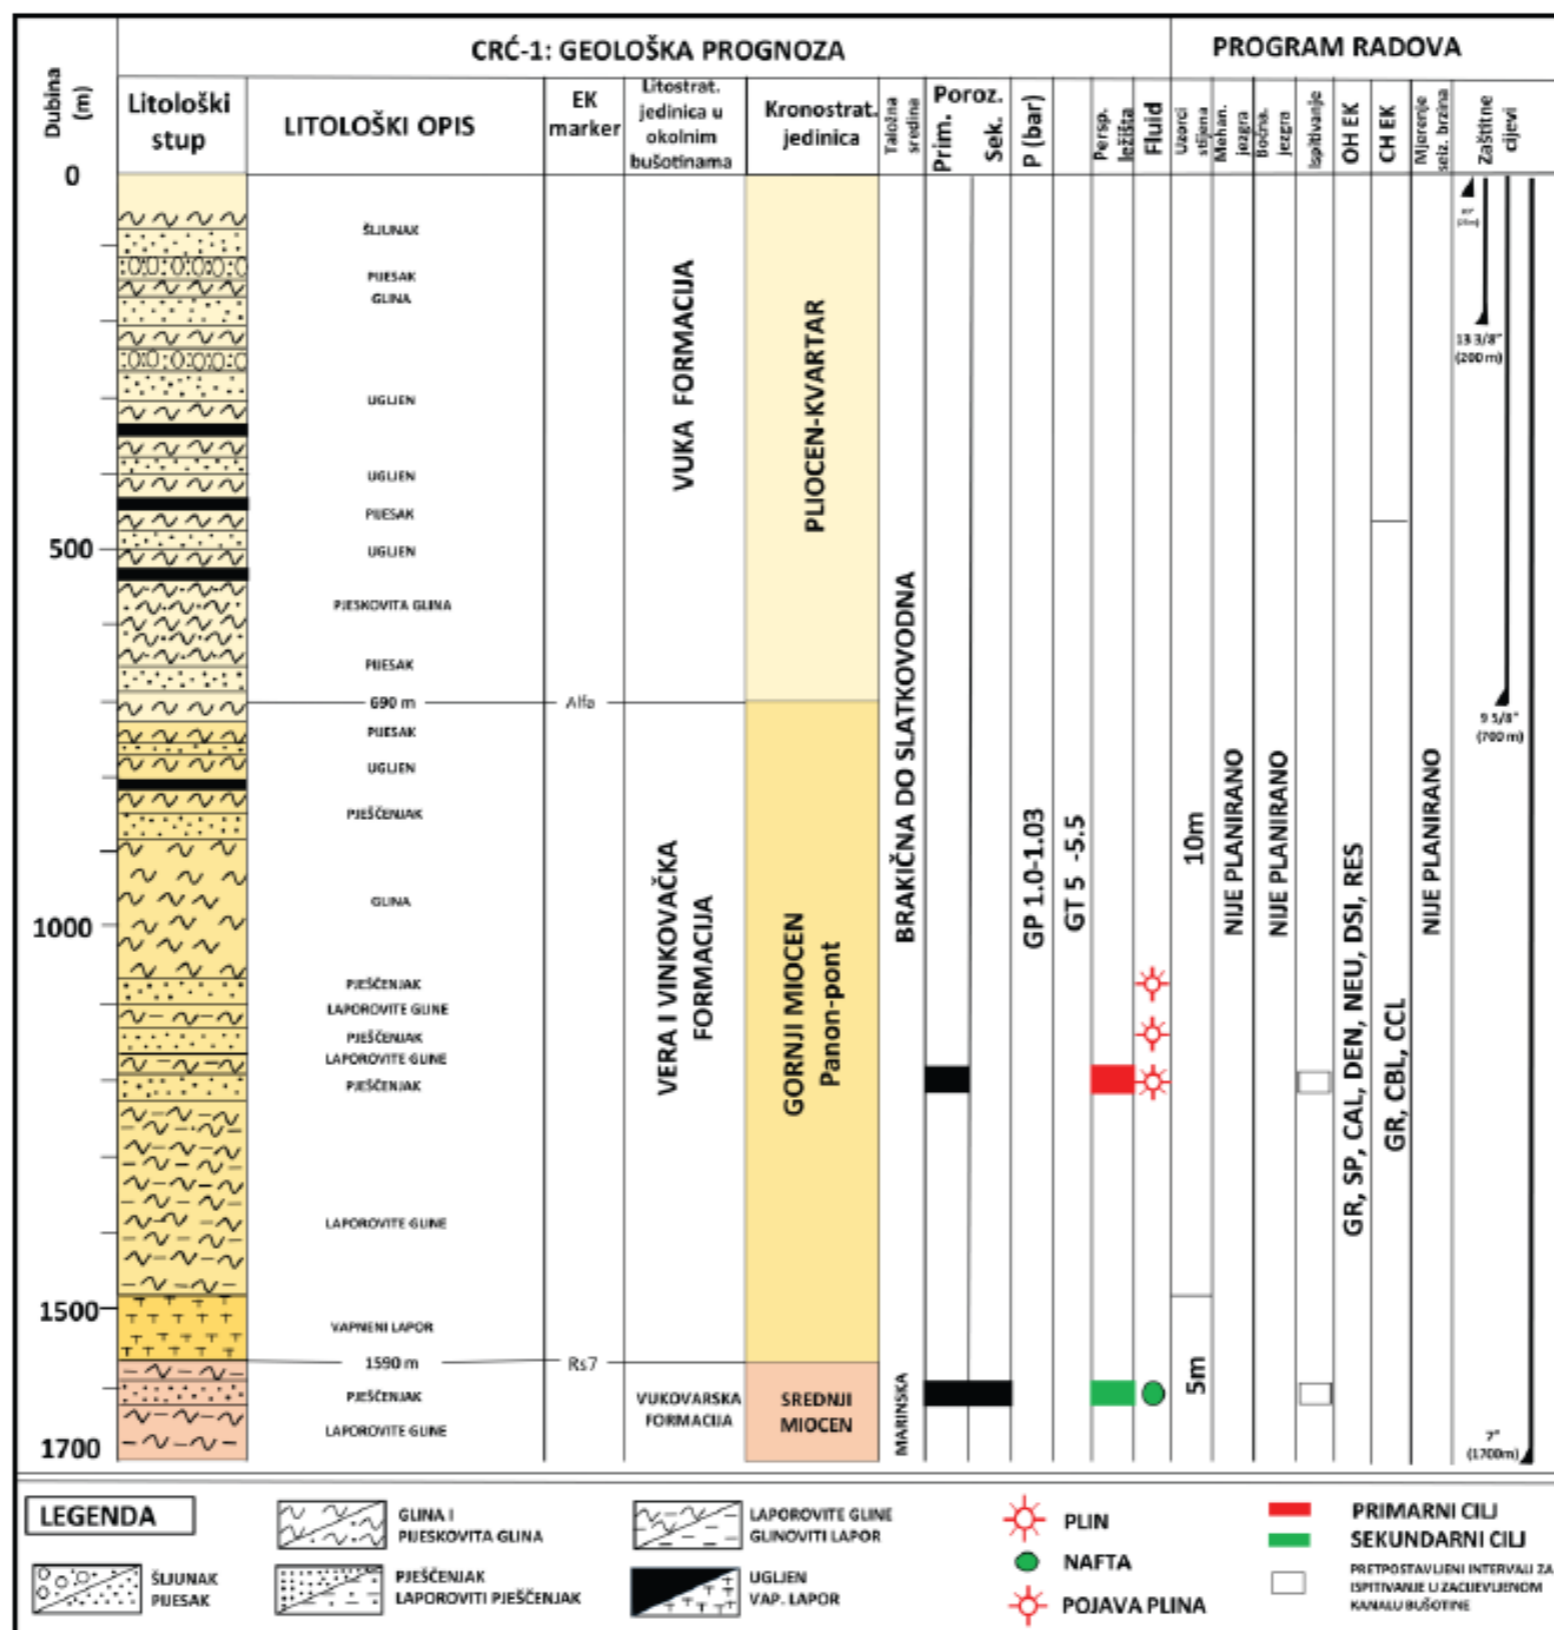 CRĆ-1: GEOLOŠKA PROGNOZA
PROGRAM RADOVA
Dubina
(m)
Litološki
stup
LITOLOŠKI OPIS
EK
marker
Litostrat.
jedinica u
okolnim
bušotinama
Kronostrat.
jedinica
Taložna
sredina
Poroz.
Prim.
Sek.
P (bar)
Persp.
ležišta
Fluid
Uzorci
stijena
Mehan.
jezgra
Bočna.
jezgra
Ispitivanje
OH EK
CH EK
Mjerenje
seiz. brzina
Zaštitne
cijevi
0
500
1000
1500
1700
ŠLJUNAK
PIJESAK
GLINA
UGLJEN
UGLJEN
PIJESAK
UGLJEN
PJESKOVITA GLINA
PIJESAK
690 m
Alfa
PIJESAK
UGLJEN
PJEŠČENJAK
GLINA
PJEŠČENJAK
LAPOROVITE GLINE
PJEŠČENJAK
LAPOROVITE GLINE
PJEŠČENJAK
LAPOROVITE GLINE
VAPNENI LAPOR
1590 m
Rs7
PJEŠČENJAK
LAPOROVITE GLINE
VUKA FORMACIJA
VERA I VINKOVAČKA
FORMACIJA
VUKOVARSKA
FORMACIJA
PLIOCEN-KVARTAR
GORNJI MIOCEN
Panon-pont
SREDNJI
MIOCEN
BRAKIČNA DO SLATKOVODNA
MARINSKA
GP 1.0-1.03
GT 5 -5.5
10m
5m
NIJE PLANIRANO
NIJE PLANIRANO
GR, SP, CAL, DEN, NEU, DSI, RES
GR, CBL, CCL
NIJE PLANIRANO
13 3/8"
(200 m)
9 5/8"
(700 m)
7"
(1700m)
LEGENDA
ŠLJUNAK
PIJESAK
GLINA I
PIJESKOVITA GLINA
PJEŠČENJAK
LAPOROVITI PJEŠČENJAK
LAPOROVITE GLINE
GLINOVITI LAPOR
UGLJEN
VAP. LAPOR
PLIN
NAFTA
POJAVA PLINA
PRIMARNI CILJ
SEKUNDARNI CILJ
PRETPOSTAVLJENI INTERVALI ZA
ISPITIVANJE U ZACIJEVLJENOM
KANALU BUŠOTINE